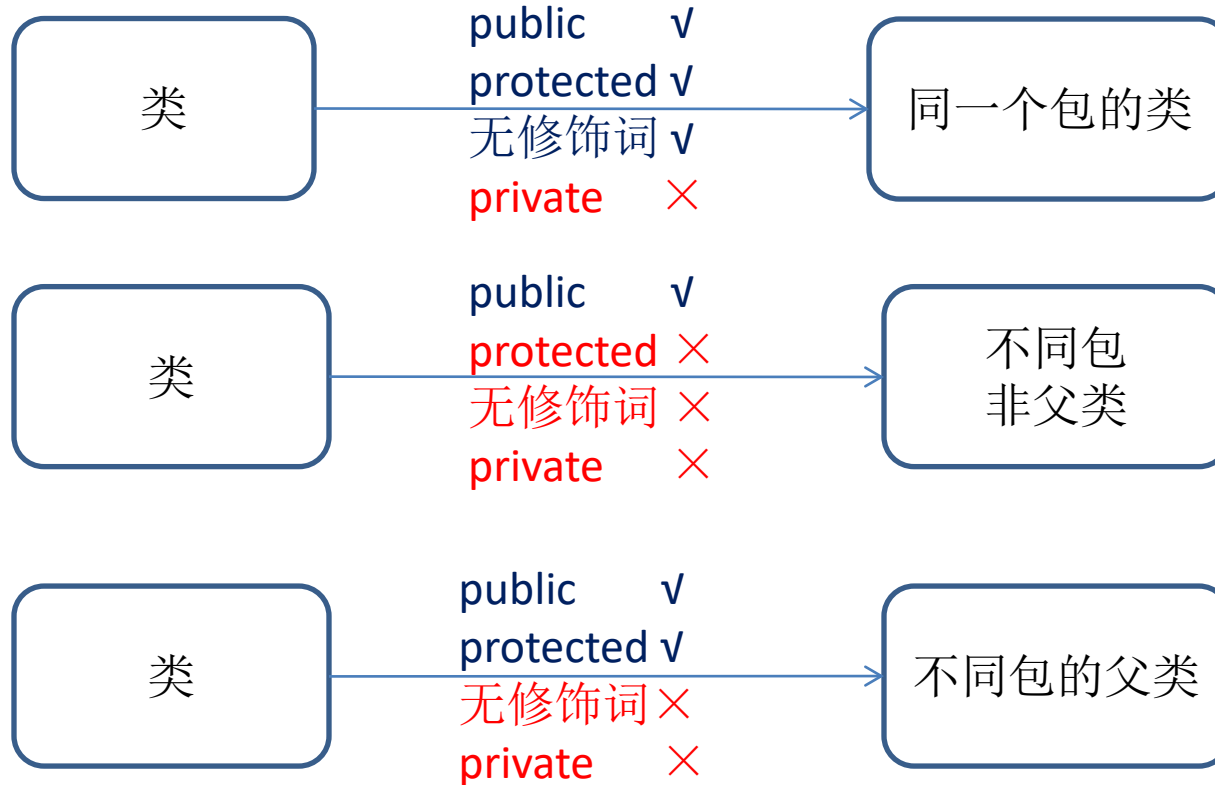 类
public √
protected √
无修饰词 √
private ×
同一个包的类
类
public √
protected ×
无修饰词 ×
private ×
不同包
非父类
类
public √
protected √
无修饰词 ×
private ×
不同包的父类